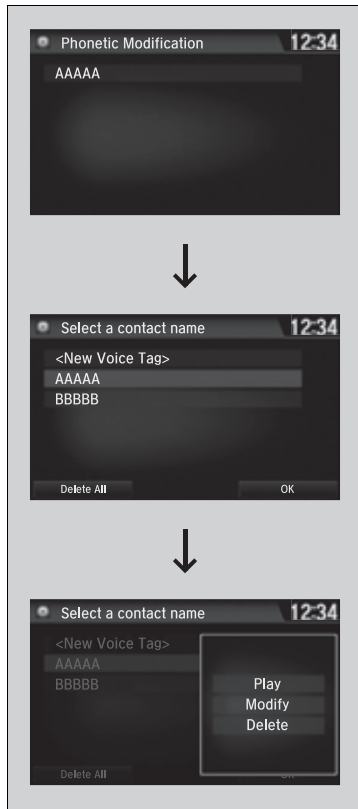 Phonetic Modification 12:34
AAAAA
Select a contact name 12:34
<New Voice Tag>
AAAAA
BBBBB
Delete All OK
Select a contact name 12:34
<New Voice Tag>
AAAAA
BBBBB
Play
Modify
Delete
Delete All